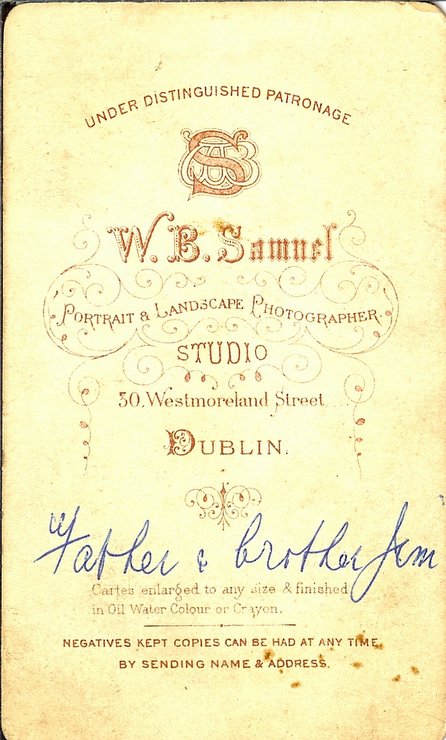 UNDER DISTINGUISHED PATRONAGE
WBS
W. B. Samuel
PORTRAIT & LANDSCAPE PHOTOGRAPHER.
STUDIO
30, Westmoreland Street
DUBLIN.
"Father & brother Jem"
Cartes enlarged to any size & finished
in Oil Water Colour or Crayon.
NEGATIVES KEPT COPIES CAN BE HAD AT ANY TIME,
BY SENDING NAME & ADDRESS.